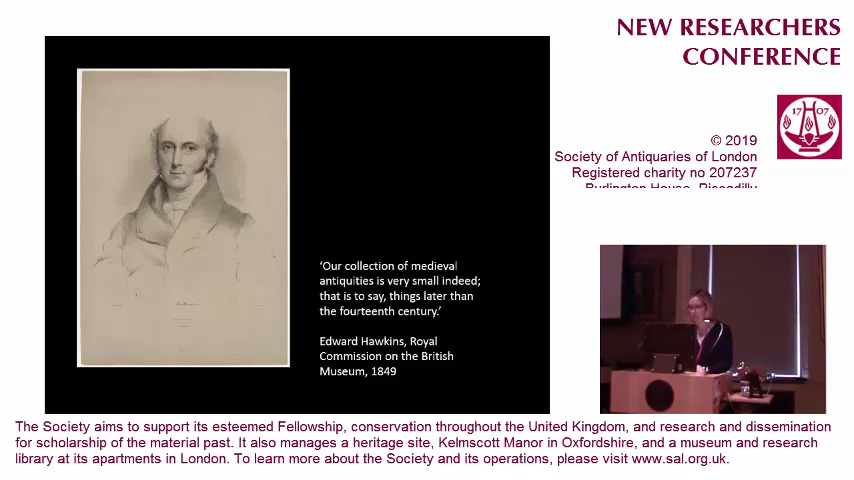 NEW RESEARCHERS
CONFERENCE
17 07
© 2019
Society of Antiquaries of London
Registered charity no 207237
Burlington House, Piccadilly
'Our collection of medieval
antiquities is very small indeed;
that is to say, things later than
the fourteenth century.'
Edward Hawkins, Royal
Commission on the British
Museum, 1849
The Society aims to support its esteemed Fellowship, conservation throughout the United Kingdom, and research and dissemination
for scholarship of the material past. It also manages a heritage site, Kelmscott Manor in Oxfordshire, and a museum and research
library at its apartments in London. To learn more about the Society and its operations, please visit www.sal.org.uk.